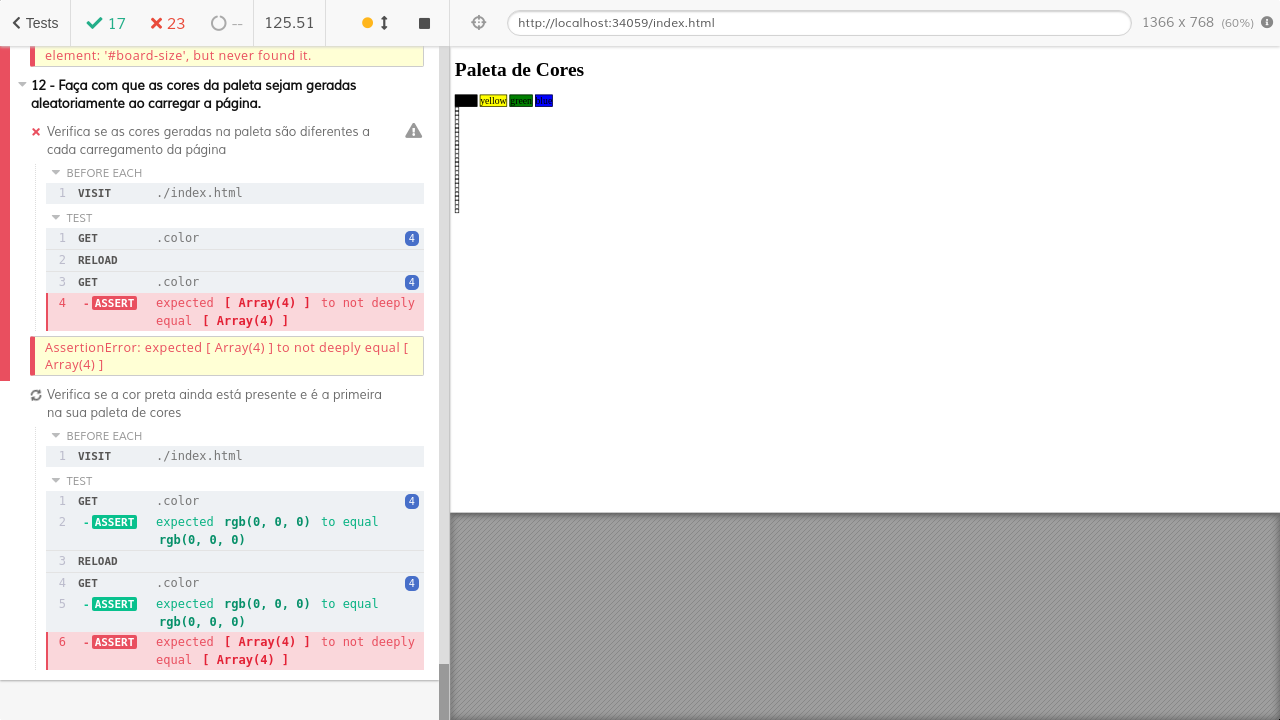 Tests 17 23 -- 125.51 http://localhost:34059/index.html 1366 x 768 (60%)
element: '#board-size', but never found it.
12 - Faça com que as cores da paleta sejam geradas
aleatoriamente ao carregar a página.
Verifica se as cores geradas na paleta são diferentes a
cada carregamento da página
BEFORE EACH
1 VISIT ./index.html
TEST
1 GET .color 4
2 RELOAD
3 GET .color 4
4 -ASSERT expected [ Array(4) ] to not deeply
equal [ Array(4) ]
AssertionError: expected [ Array(4) ] to not deeply equal [
Array(4) ]
Verifica se a cor preta ainda está presente e é a primeira
na sua paleta de cores
BEFORE EACH
1 VISIT ./index.html
TEST
1 GET .color 4
2 -ASSERT expected rgb(0, 0, 0) to equal
rgb(0, 0, 0)
3 RELOAD
4 GET .color 4
5 -ASSERT expected rgb(0, 0, 0) to equal
rgb(0, 0, 0)
6 -ASSERT expected [ Array(4) ] to not deeply
equal [ Array(4) ]
Paleta de Cores
yellow green